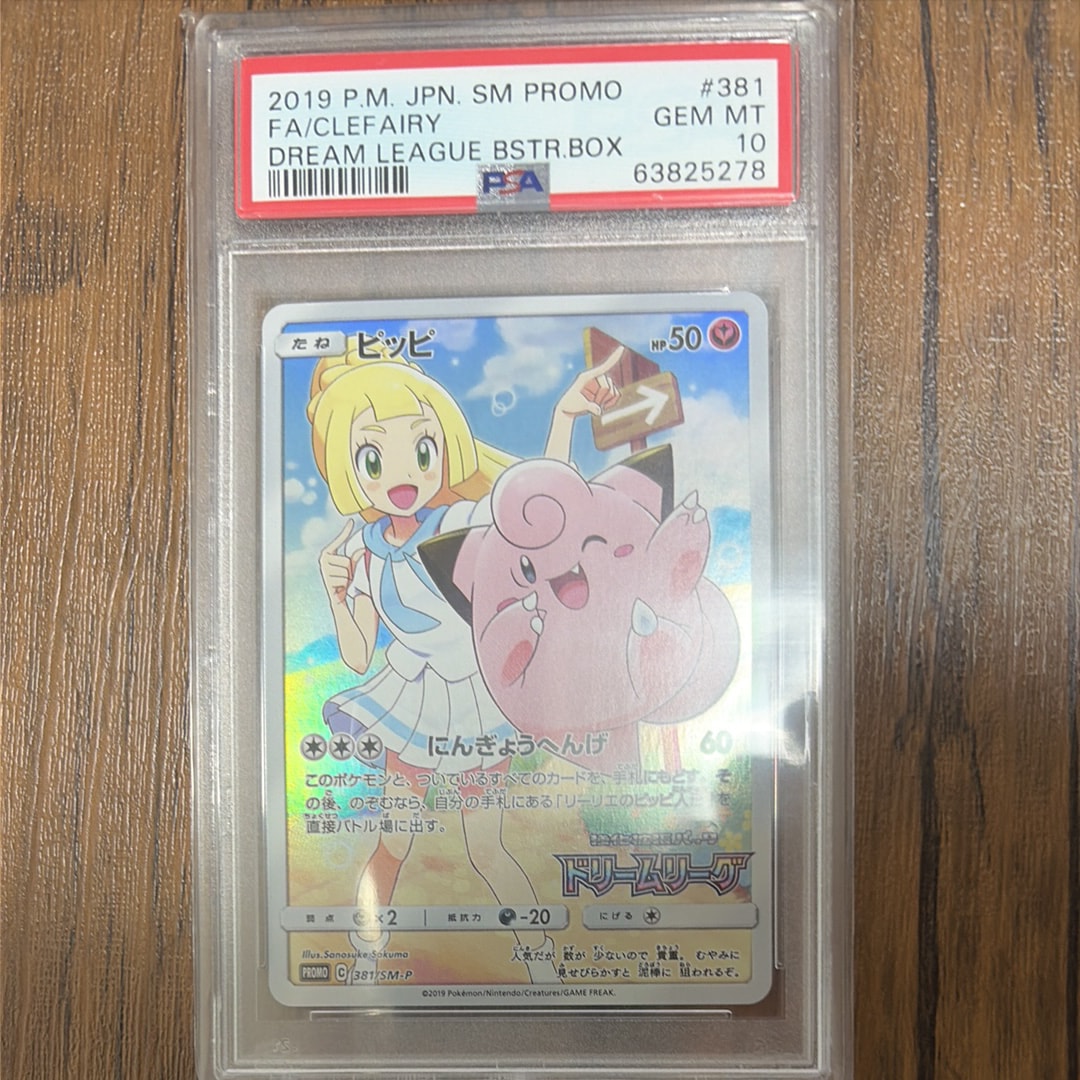 2019 P.M. JPN. SM PROMO #381
FA/CLEFAIRY GEM MT
DREAM LEAGUE BSTR.BOX 10
PSA 63825278
たね ピッピ HP50
にんぎょうへんげ 60
このポケモンと、ついているすべてのカードを、手札にもどす。そ
の後、のぞむなら、自分の手札にある「リーリエのピッピ人 を
直接バトル場に出す。
ドリームリーグ
弱点 ×2 抵抗力 -20 にげる
Illus.Sanosuke Sakuma
人気だが 数が 少ないので 貴重。 むやみに
見せびらかすと 泥棒に 狙われるぞ。
PROMO C 381/SM-P
©2019 Pokémon/Nintendo/Creatures/GAME FREAK.